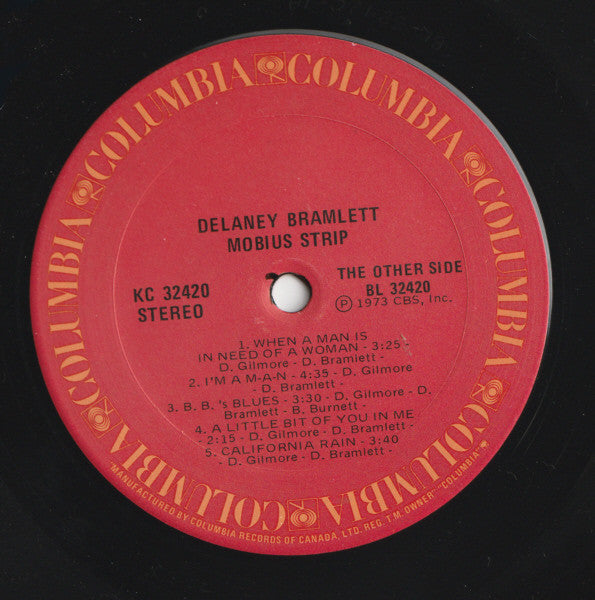 COLUMBIA COLUMBIA COLUMBIA COLUMBIA COLUMBIA COLUMBIA
DELANEY BRAMLETT
MOBIUS STRIP
KC 32420
STEREO
THE OTHER SIDE
BL 32420
Ⓟ 1973 CBS, Inc.
1. WHEN A MAN IS
IN NEED OF A WOMAN - 3:25 -
D. Gilmore - D. Bramlett -
2. I'M A M-A-N - 4:35 - D. Gilmore
- D. Bramlett -
3. B. B. 's BLUES - 3:30 - D. Gilmore - D.
Bramlett - B. Burnett -
4. A LITTLE BIT OF YOU IN ME
- 2:15 - D. Gilmore - D. Bramlett -
5. CALIFORNIA RAIN - 3:40
- D. Gilmore - D. Bramlett -
"MANUFACTURED BY COLUMBIA RECORDS OF CANADA, LTD. REG. T.M. OWNER" "COLUMBIA"